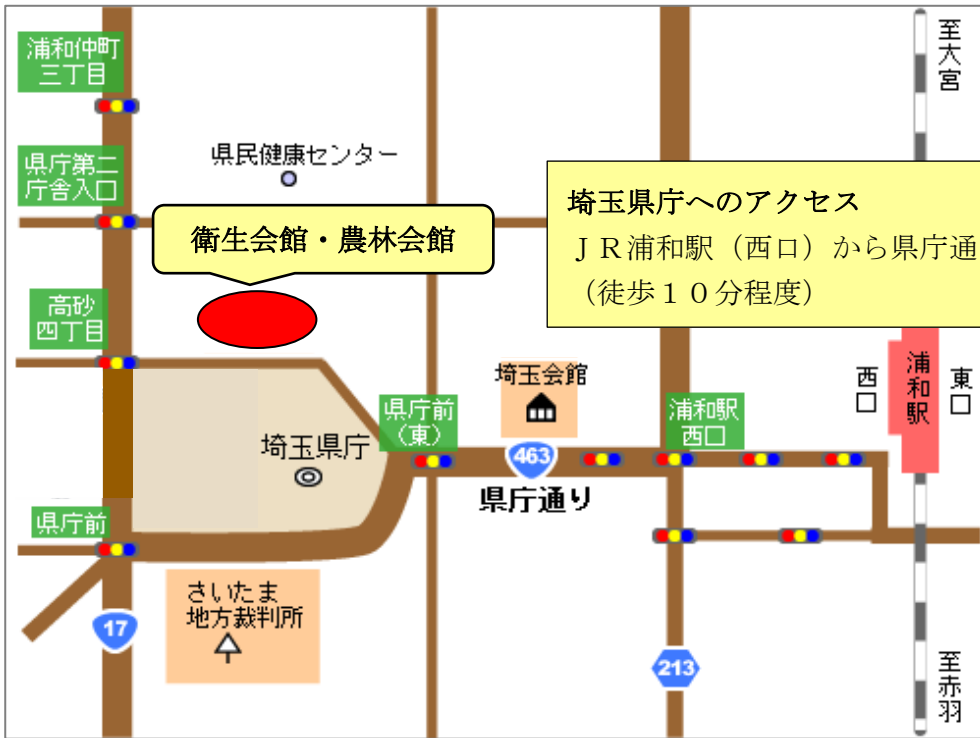 浦和仲町
三丁目
至大宮
県民健康センター
県庁第二
庁舎入口
埼玉県庁へのアクセス
ＪＲ浦和駅（西口）から県庁通
（徒歩１０分程度）
衛生会館・農林会館
高砂
四丁目
埼玉会館
西口
浦和駅
東口
県庁前
（東）
浦和駅
西口
埼玉県庁
463
県庁通り
県庁前
さいたま
地方裁判所
17
213
至赤羽